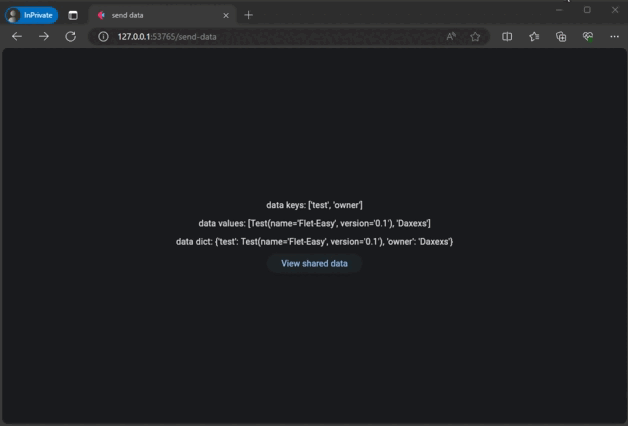 InPrivate
send data
127.0.0.1:53765/send-data
data keys: ['test', 'owner']
data values: [Test(name='Flet-Easy', version='0.1'), 'Daxexs']
data dict: {'test': Test(name='Flet-Easy', version='0.1'), 'owner': 'Daxexs'}
View shared data